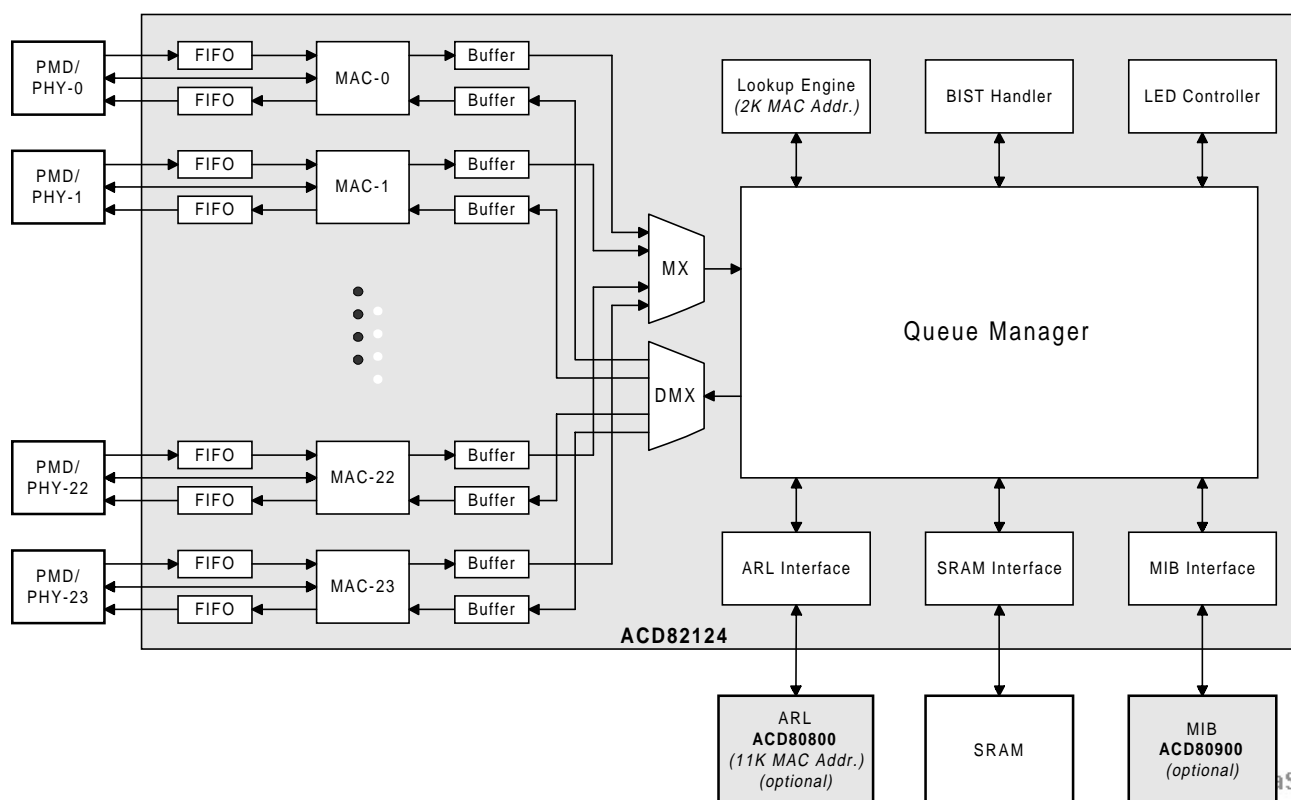 PMD/
PHY-0
FIFO
FIFO
MAC-0
Buffer
Buffer
PMD/
PHY-1
FIFO
FIFO
MAC-1
Buffer
Buffer
PMD/
PHY-22
FIFO
FIFO
MAC-22
Buffer
Buffer
PMD/
PHY-23
FIFO
FIFO
MAC-23
Buffer
Buffer
MX
DMX
Lookup Engine
(2K MAC Addr.)
BIST Handler
LED Controller
Queue Manager
ARL Interface
SRAM Interface
MIB Interface
ACD82124
ARL
ACD80800
(11K MAC Addr.)
(optional)
SRAM
MIB
ACD80900
(optional)